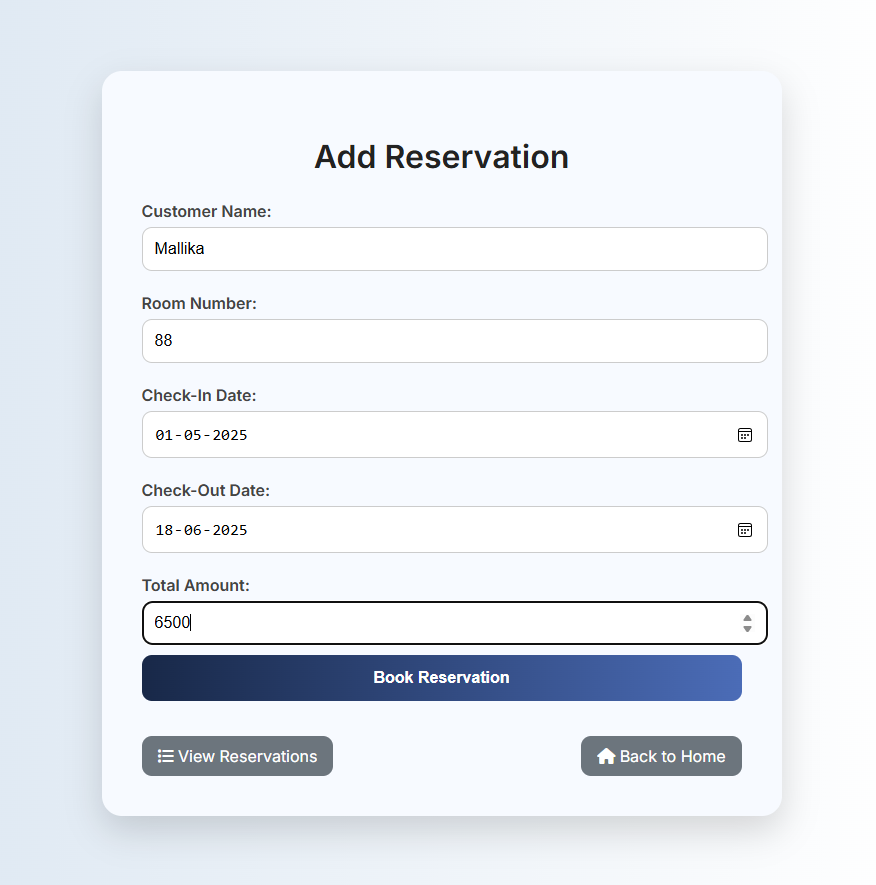 Add Reservation
Customer Name:
Mallika
Room Number:
88
Check-In Date:
01-05-2025
Check-Out Date:
18-06-2025
Total Amount:
6500
Book Reservation
View Reservations
Back to Home